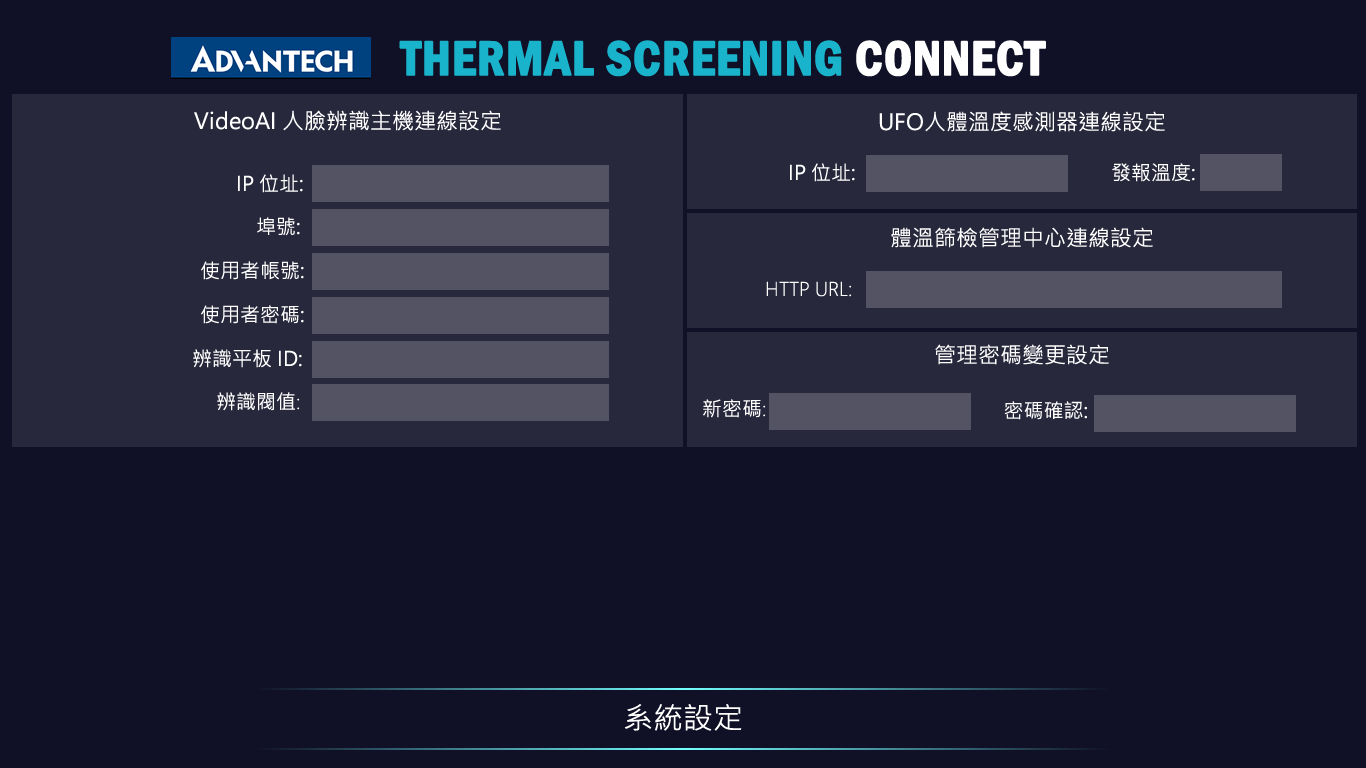 ADVANTECH THERMAL SCREENING CONNECT
VideoAI 人臉辨識主機連線設定
IP 位址:
埠號:
使用者帳號:
使用者密碼:
辨識平板 ID:
辨識閥值:
UFO人體溫度感測器連線設定
IP 位址: 發報溫度:
體溫篩檢管理中心連線設定
HTTP URL:
管理密碼變更設定
新密碼: 密碼確認:
系統設定